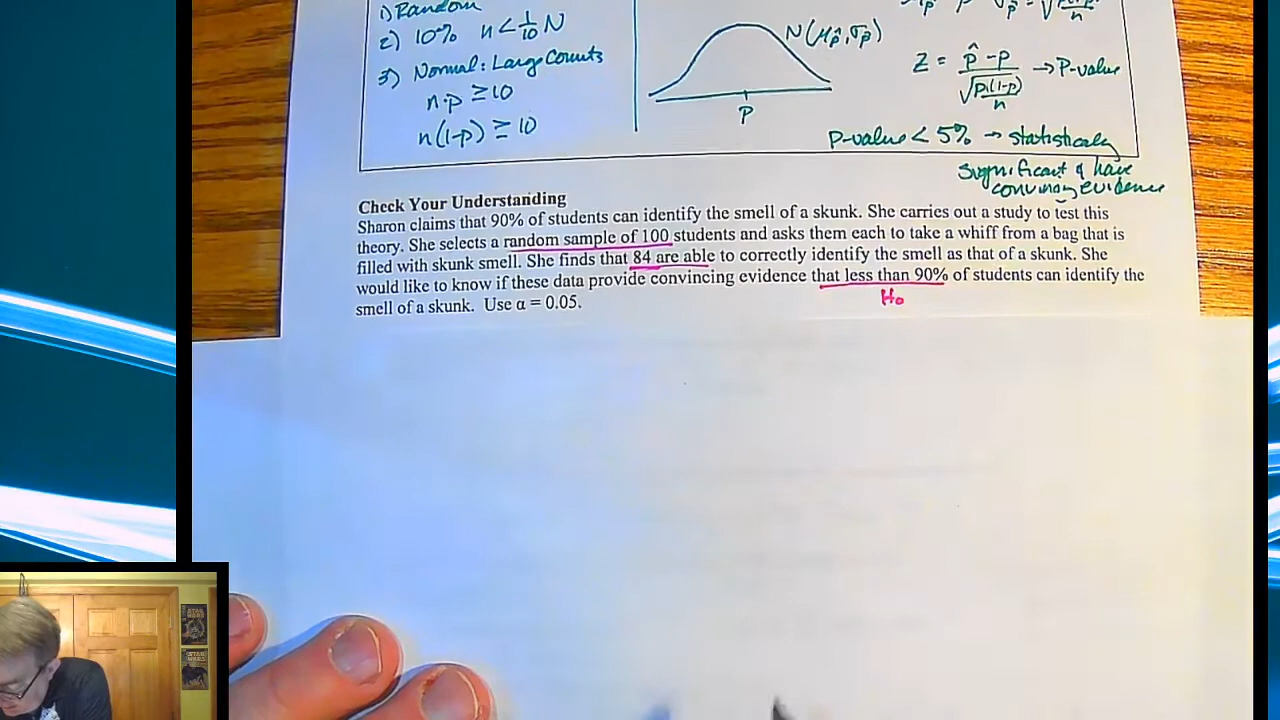 1) Random
2) 10% n < 1/10 N
3) Normal: Large Counts
n·p ≥ 10
n(1-p) ≥ 10
N(μp̂, σp̂)
P
Z = p̂ - p / √(p(1-p)/n) → P-value
P-value < 5% → statistically
significant & have
convincing evidence
Check Your Understanding
Sharon claims that 90% of students can identify the smell of a skunk. She carries out a study to test this
theory. She selects a random sample of 100 students and asks them each to take a whiff from a bag that is
filled with skunk smell. She finds that 84 are able to correctly identify the smell as that of a skunk. She
would like to know if these data provide convincing evidence that less than 90% of students can identify the
smell of a skunk. Use α = 0.05.
Ho
STAR
WARS
STAR
WARS